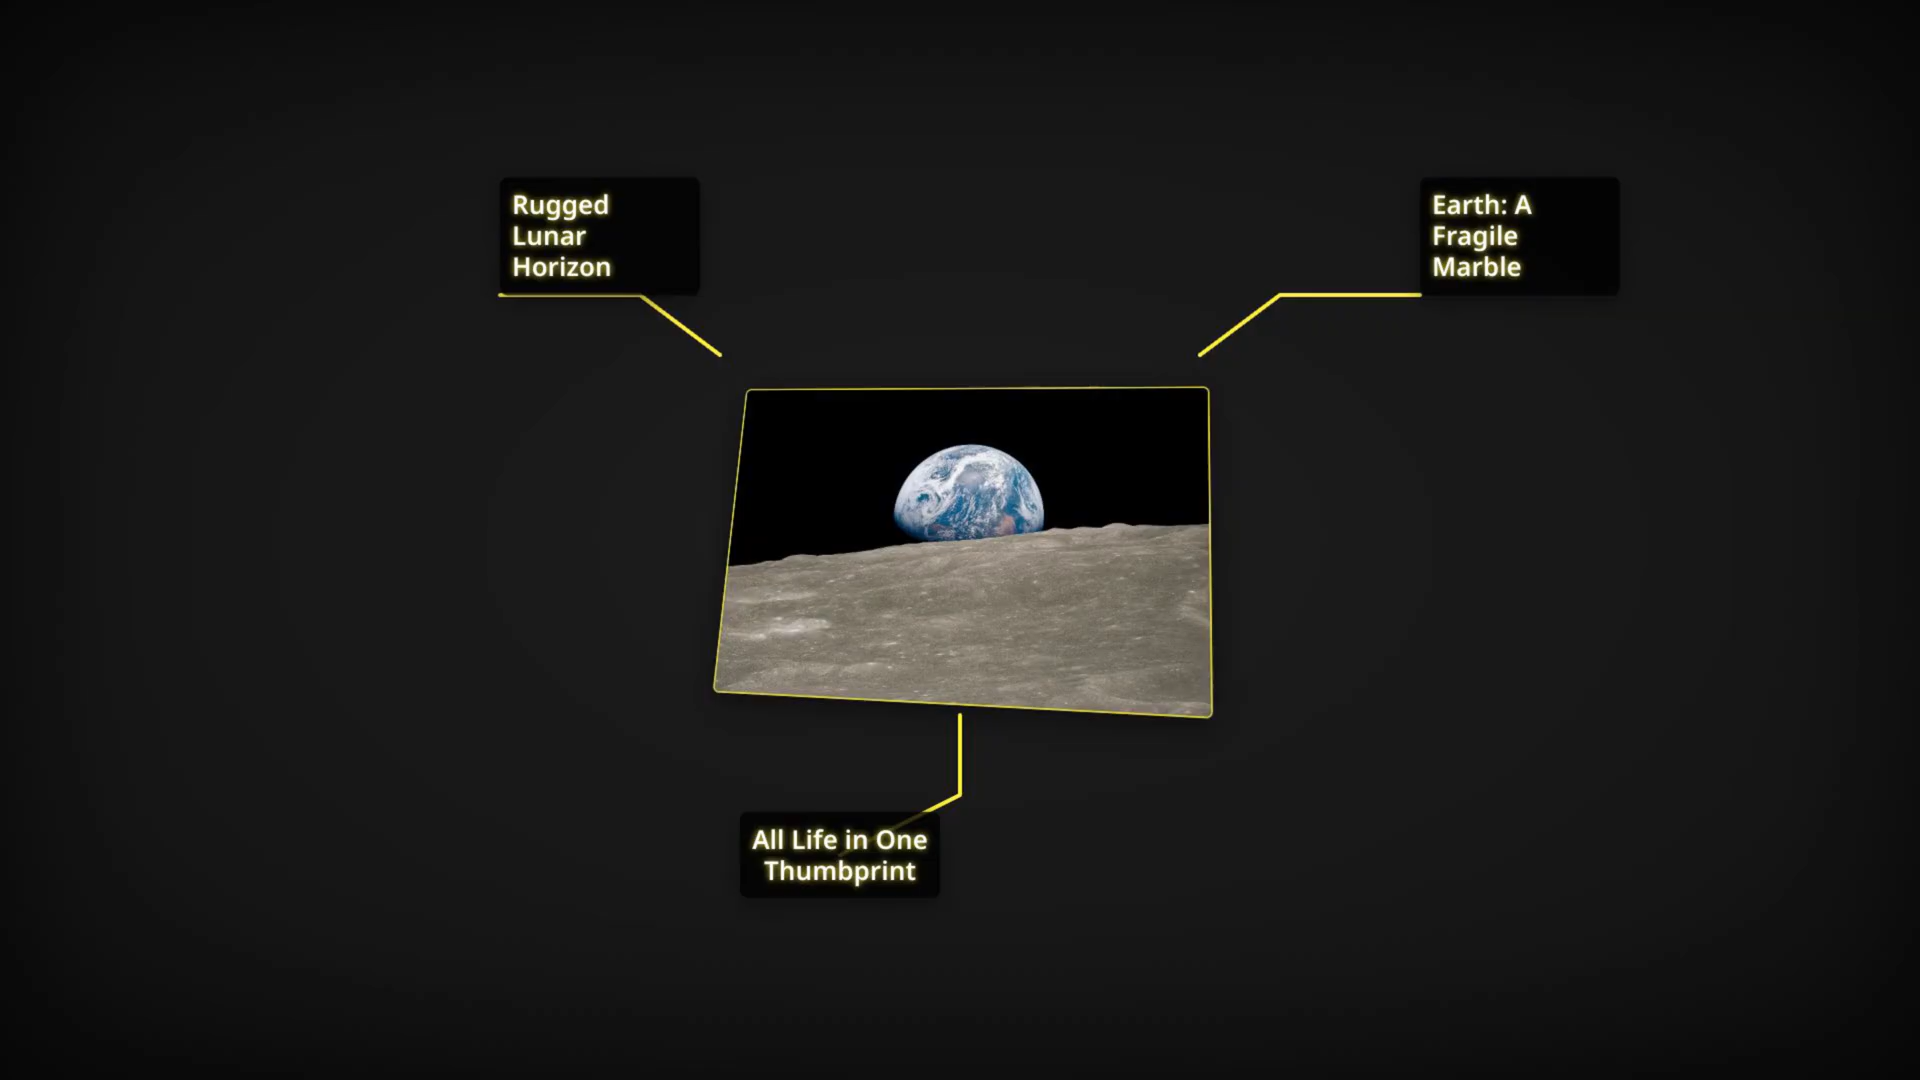 Rugged
Lunar
Horizon
Earth: A
Fragile
Marble
All Life in One
Thumbprint